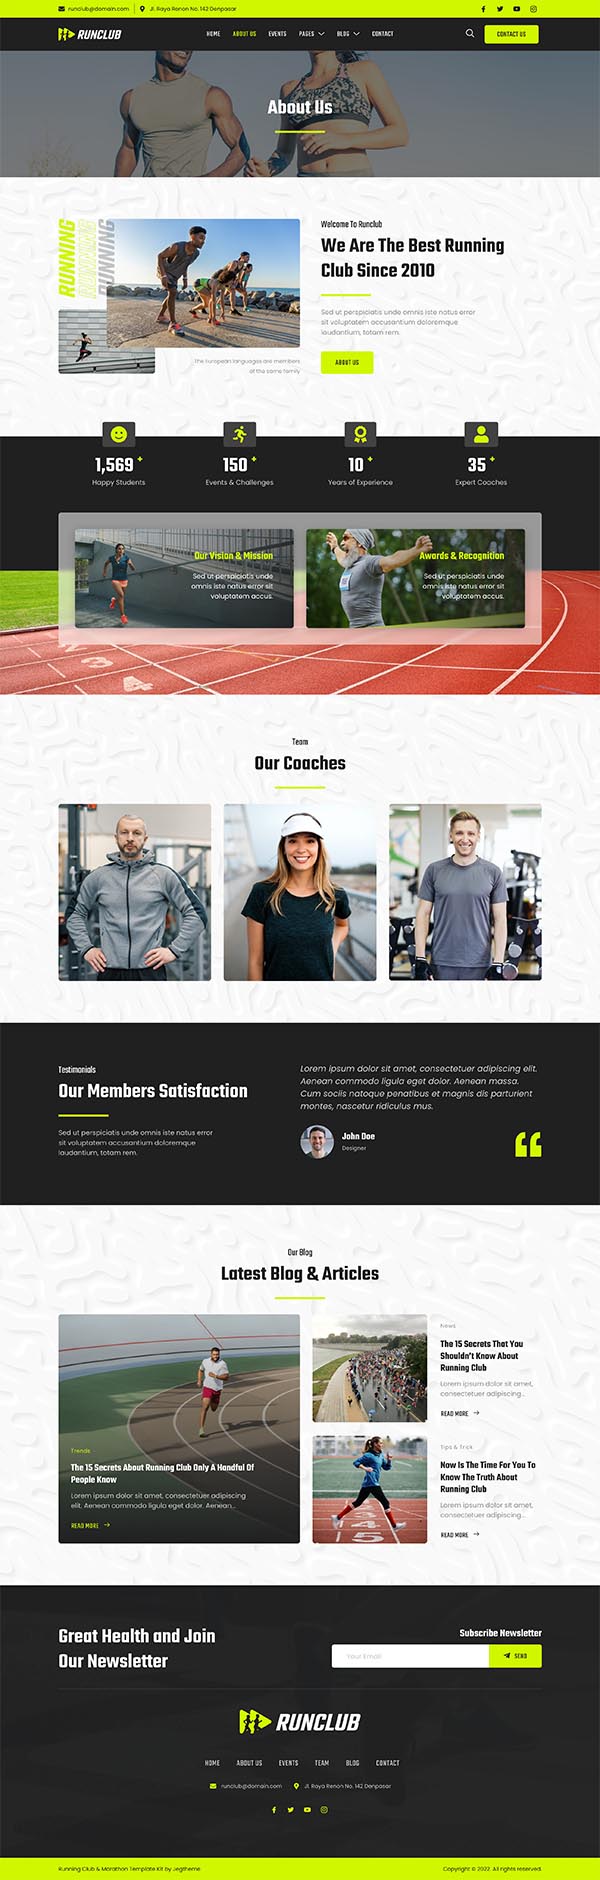 runclub@domain.com
Jl. Raya Renon No. 142 Denpasar
RUNCLUB
HOME
ABOUT US
EVENTS
PAGES
BLOG
CONTACT
CONTACT US
About Us
RUNNING
RUNNING
RUNNING
The European languages are members
of the same family
Welcome To Runclub
We Are The Best Running
Club Since 2010
Sed ut perspiciatis unde omnis iste natus error
sit voluptatem accusantium doloremque
laudantium, totam rem.
ABOUT US
1,569 +
Happy Students
150 +
Events & Challenges
10 +
Years of Experience
35 +
Expert Coaches
Our Vision & Mission
Sed ut perspiciatis unde
omnis iste natus error sit
voluptatem accus.
Awards & Recognition
Sed ut perspiciatis unde
omnis iste natus error sit
voluptatem accus.
2 3 4
Team
Our Coaches
Testimonials
Our Members Satisfaction
Sed ut perspiciatis unde omnis iste natus error
sit voluptatem accusantium doloremque
laudantium, totam rem.
Lorem ipsum dolor sit amet, consectetuer adipiscing elit.
Aenean commodo ligula eget dolor. Aenean massa.
Cum sociis natoque penatibus et magnis dis parturient
montes, nascetur ridiculus mus.
John Doe
Designer
Our Blog
Latest Blog & Articles
Trends
The 15 Secrets About Running Club Only A Handful Of
People Know
Lorem ipsum dolor sit amet, consectetuer adipiscing
elit. Aenean commodo ligula eget dolor. Aenean...
READ MORE
News
The 15 Secrets That You
Shouldn't Know About
Running Club
Lorem ipsum dolor sit amet,
consectetuer adipiscing...
READ MORE
2 4 5
Tips & Trick
Now Is The Time For You To
Know The Truth About
Running Club
Lorem ipsum dolor sit amet,
consectetuer adipiscing...
READ MORE
Great Health and Join
Our Newsletter
Subscribe Newsletter
Your Email
SEND
RUNCLUB
HOME
ABOUT US
EVENTS
TEAM
BLOG
CONTACT
runclub@domain.com
Jl. Raya Renon No. 142 Denpasar
Running Club & Marathon Template Kit by Jegtheme
Copyright © 2022. All rights reserved.